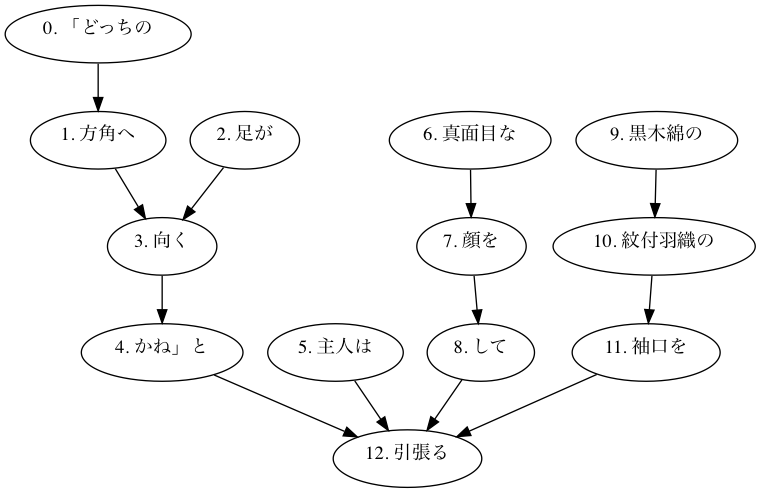 0. 「どっちの
1. 方角へ
2. 足が
6. 真面目な
9. 黒木綿の
3. 向く
7. 顔を
10. 紋付羽織の
4. かね」と
5. 主人は
8. して
11. 袖口を
12. 引張る